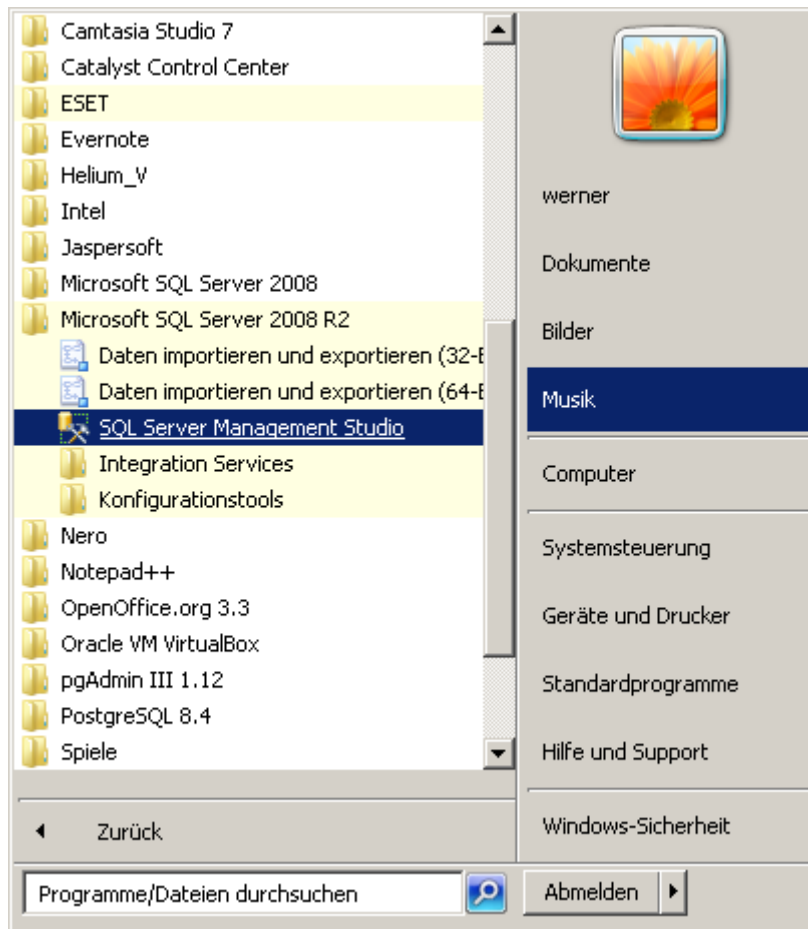 Camtasia Studio 7
Catalyst Control Center
ESET
Evernote
Helium_V
Intel
Jaspersoft
Microsoft SQL Server 2008
Microsoft SQL Server 2008 R2
Daten importieren und exportieren (32-B
Daten importieren und exportieren (64-B
SQL Server Management Studio
Integration Services
Konfigurationstools
Nero
Notepad++
OpenOffice.org 3.3
Oracle VM VirtualBox
pgAdmin III 1.12
PostgreSQL 8.4
Spiele
Zurück
Programme/Dateien durchsuchen
werner
Dokumente
Bilder
Musik
Computer
Systemsteuerung
Geräte und Drucker
Standardprogramme
Hilfe und Support
Windows-Sicherheit
Abmelden